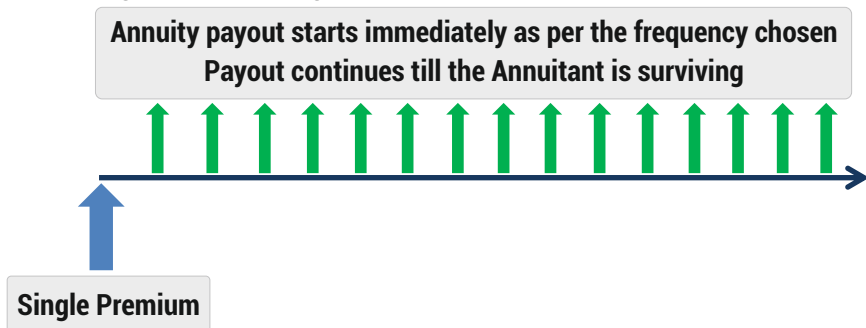 Annuity payout starts immediately as per the frequency chosen
Payout continues till the Annuitant is surviving
Single Premium